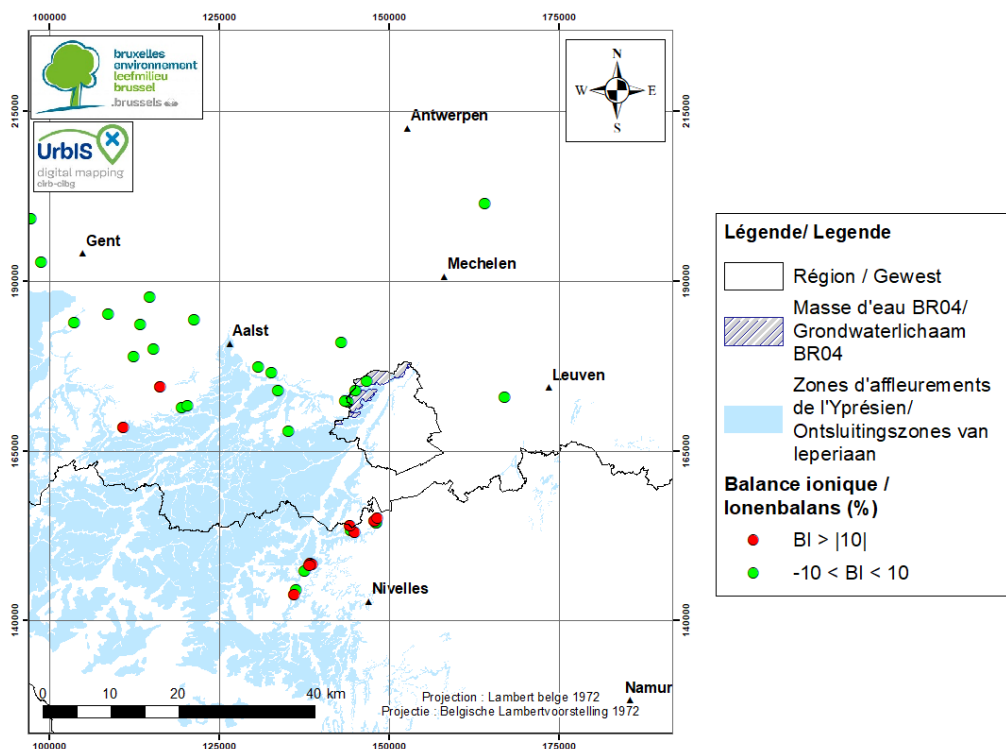 100000 125000 150000 175000
bruxelles
environnement
leefmilieu
brussel
.brussels
UrbIS
digital mapping
cirb-cibg
N
W E
S
215000 215000
Antwerpen
Gent
Mechelen
190000 190000
Aalst
Leuven
165000 165000
Nivelles
140000 140000
Namur
0 10 20 40 km
Projection : Lambert belge 1972
Projectie : Belgische Lambertvoorstelling 1972
100000 125000 150000 175000
Légende/ Legende
Région / Gewest
Masse d'eau BR04/
Grondwaterlichaam
BR04
Zones d'affleurements
de l'Yprésien/
Ontsluitingszones van
Ieperiaan
Balance ionique /
Ionenbalans (%)
BI > |10|
-10 < BI < 10